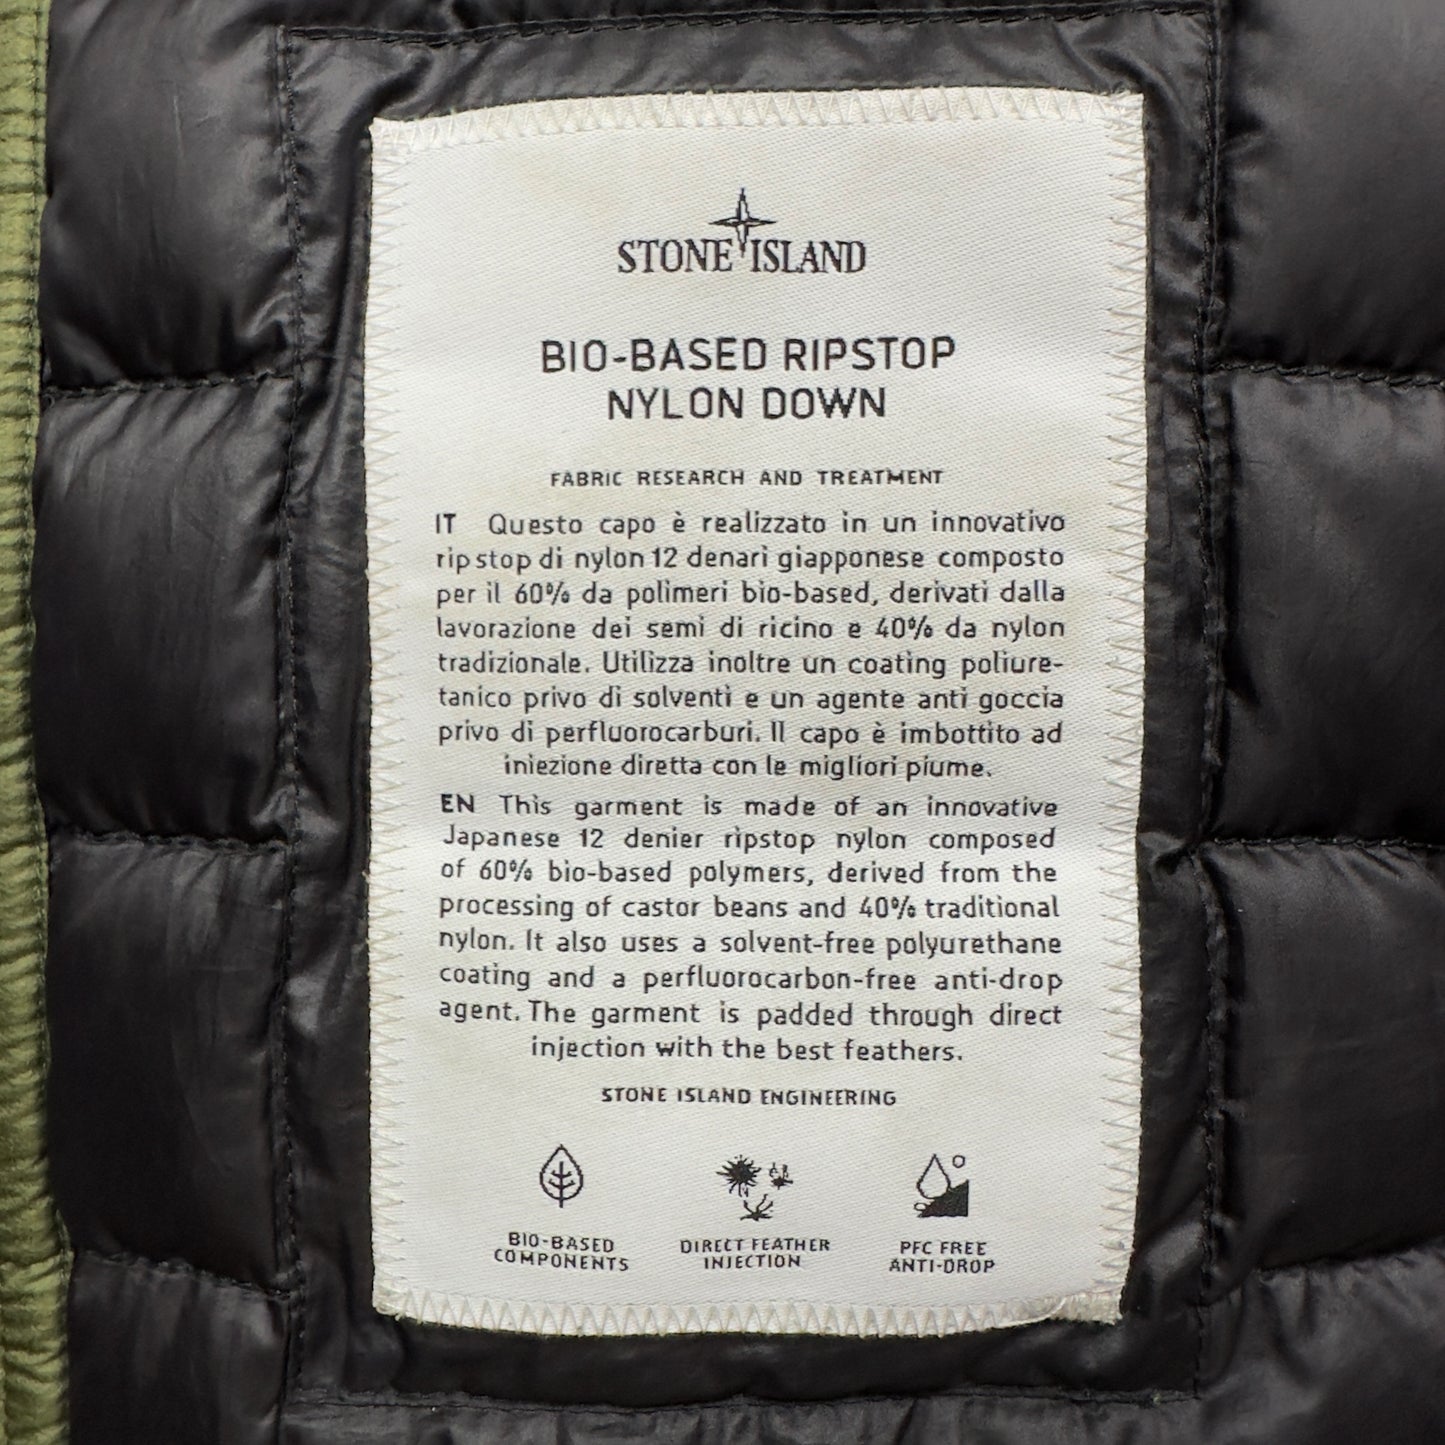 STONE ISLAND
BIO-BASED RIPSTOP
NYLON DOWN
FABRIC RESEARCH AND TREATMENT
IT Questo capo è realizzato in un innovativo
rip stop di nylon 12 denari giapponese composto
per il 60% da polimeri bio-based, derivati dalla
lavorazione dei semi di ricino e 40% da nylon
tradizionale. Utilizza inoltre un coating poliure-
tanico privo di solventi e un agente anti goccia
privo di perfluorocarburi. Il capo è imbottito ad
iniezione diretta con le migliori piume.
EN This garment is made of an innovative
Japanese 12 denier ripstop nylon composed
of 60% bio-based polymers, derived from the
processing of castor beans and 40% traditional
nylon. It also uses a solvent-free polyurethane
coating and a perfluorocarbon-free anti-drop
agent. The garment is padded through direct
injection with the best feathers.
STONE ISLAND ENGINEERING
BIO-BASED
COMPONENTS
DIRECT FEATHER
INJECTION
PFC FREE
ANTI-DROP